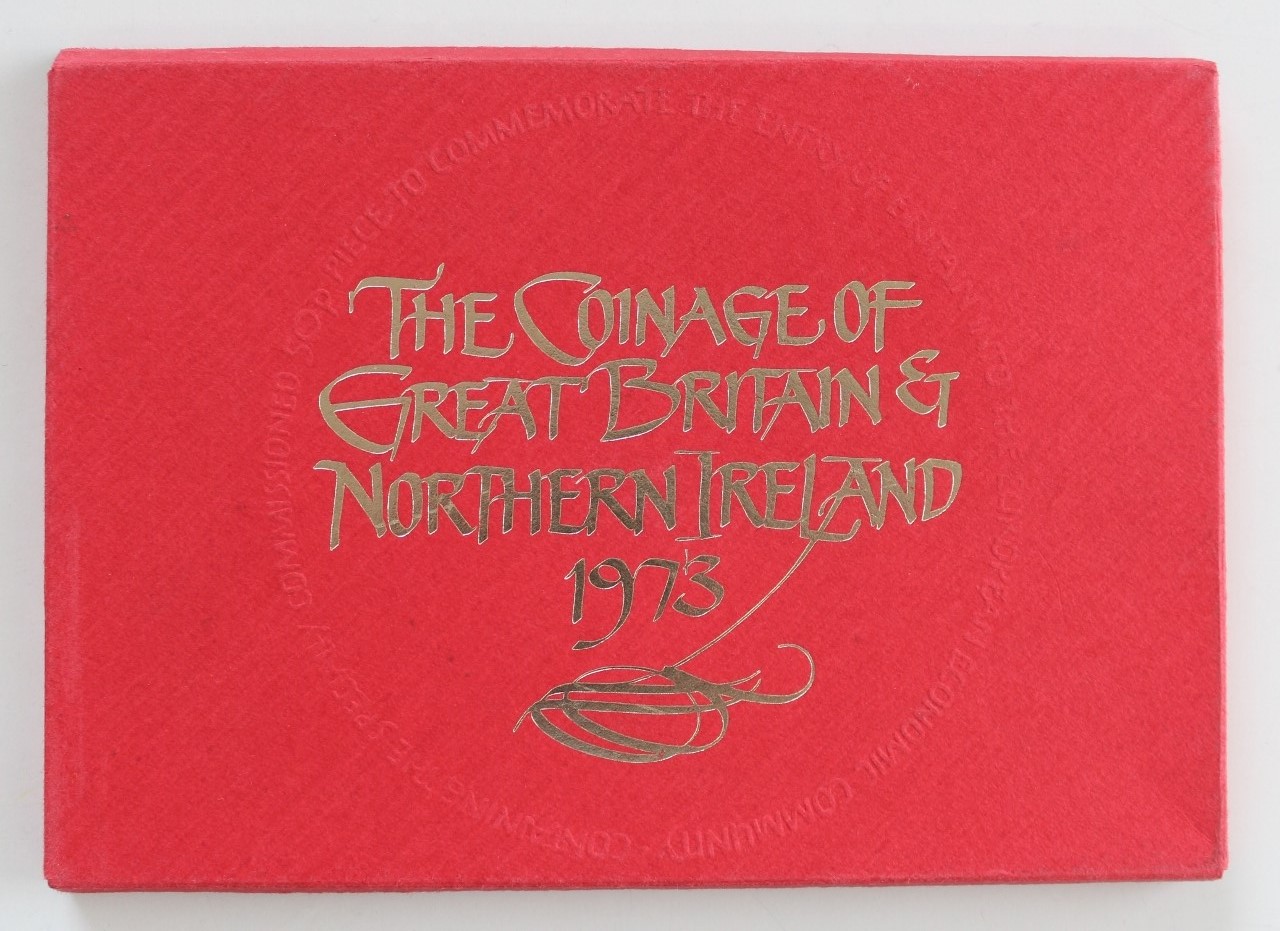 THE COINAGE OF
GREAT BRITAIN &
NORTHERN IRELAND
1973
CONTAINING THE ESPECIALLY COMMISSIONED 50P PIECE TO COMMEMORATE THE ENTRY OF BRITAIN INTO THE EUROPEAN ECONOMIC COMMUNITY